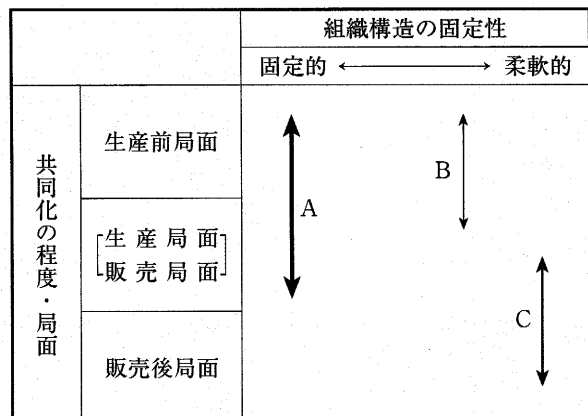 組織構造の固定性
固定的 ←→ 柔軟的
共同化の程度・局面
生産前局面
生産局面
販売局面
販売後局面
A
B
C